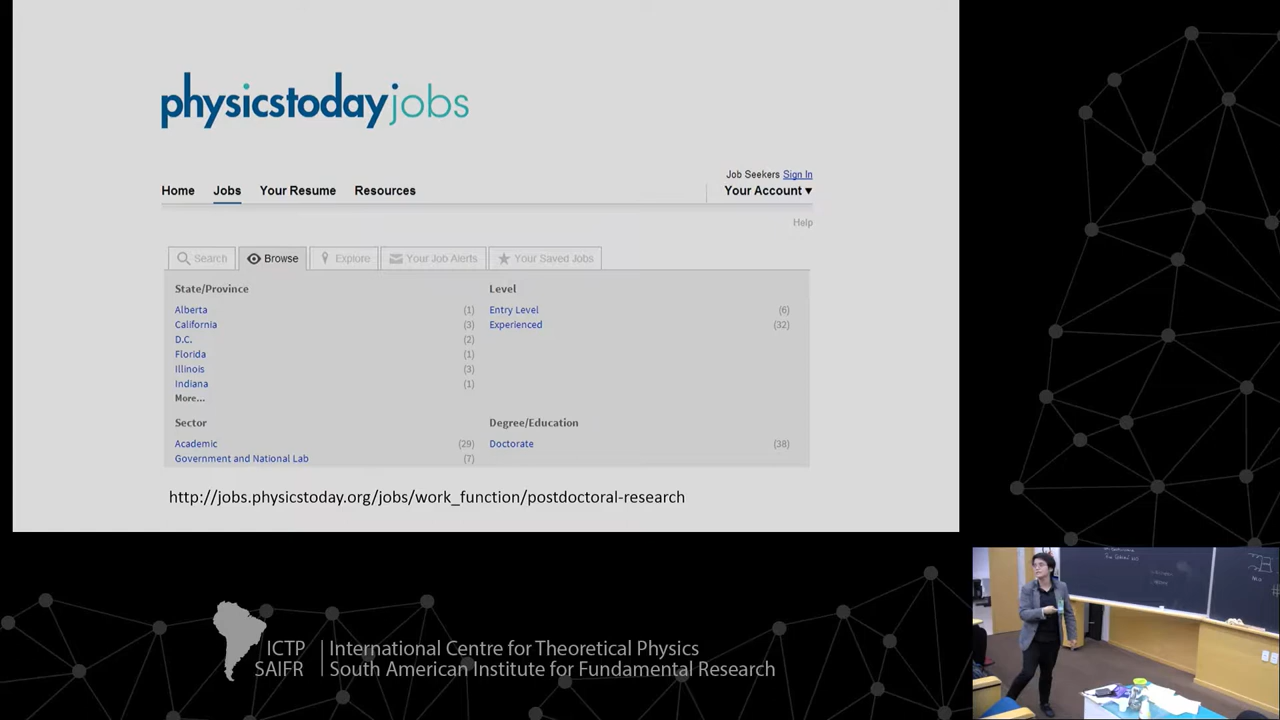 physicstodayjobs
Job Seekers Sign In
Home Jobs Your Resume Resources Your Account ▾
Help
Search Browse Explore Your Job Alerts Your Saved Jobs
State/Province
Alberta (1)
California (3)
D.C. (2)
Florida (1)
Illinois (3)
Indiana (1)
More...
Level
Entry Level (6)
Experienced (32)
Sector
Academic (29)
Government and National Lab (7)
Degree/Education
Doctorate (38)
http://jobs.physicstoday.org/jobs/work_function/postdoctoral-research
ICTP International Centre for Theoretical Physics
SAIFR South American Institute for Fundamental Research